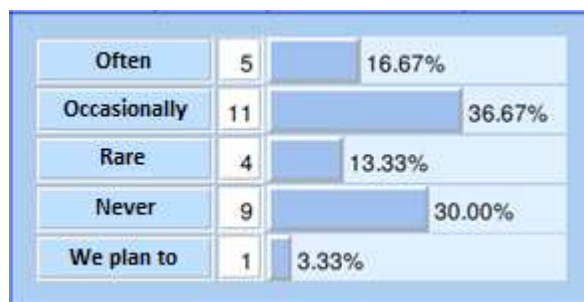 Often 5 16.67%
Occasionally 11 36.67%
Rare 4 13.33%
Never 9 30.00%
We plan to 1 3.33%